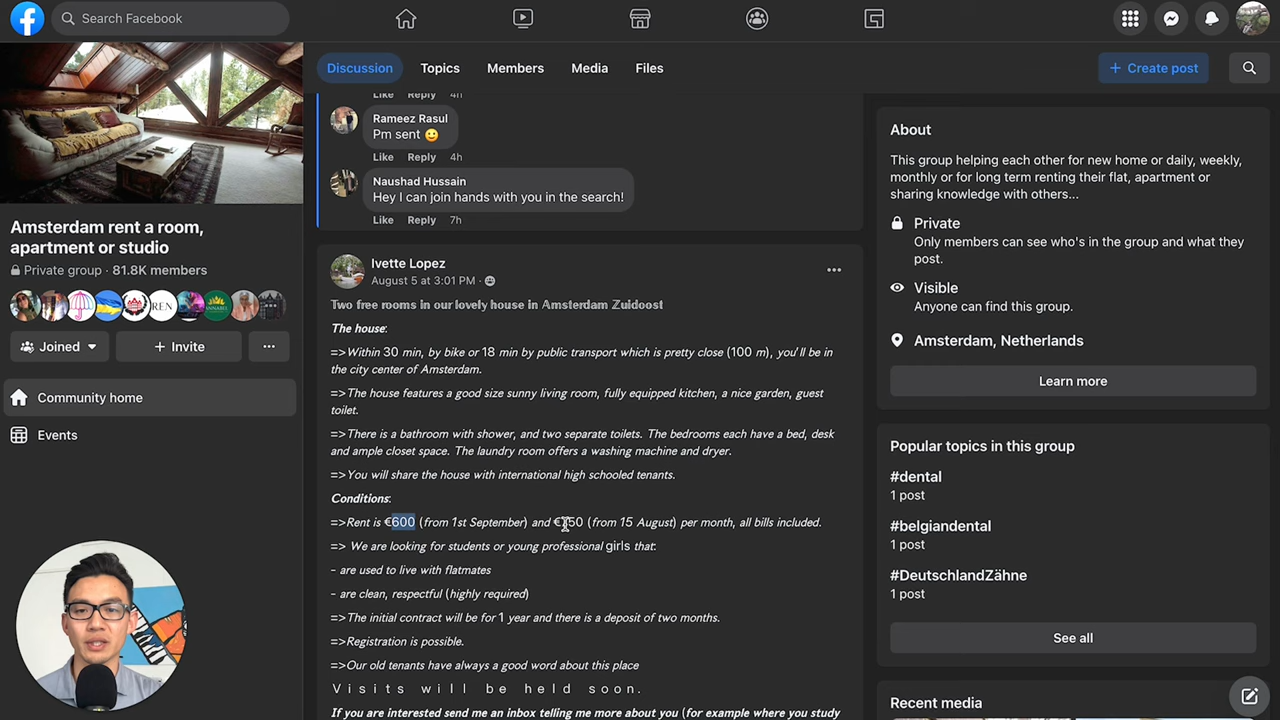 Search Facebook
Discussion
Topics
Members
Media
Files
+ Create post
Amsterdam rent a room,
apartment or studio
Private group · 81.8K members
REN
ANNABEL
Joined
+ Invite
Community home
Events
Like Reply 4h
Rameez Rasul
Pm sent
Like Reply 4h
Naushad Hussain
Hey I can join hands with you in the search!
Like Reply 7h
Ivette Lopez
August 5 at 3:01 PM ·
Two free rooms in our lovely house in Amsterdam Zuidoost
The house:
=>Within 30 min, by bike or 18 min by public transport which is pretty close (100 m), you'll be in
the city center of Amsterdam.
=>The house features a good size sunny living room, fully equipped kitchen, a nice garden, guest
toilet.
=>There is a bathroom with shower, and two separate toilets. The bedrooms each have a bed, desk
and ample closet space. The laundry room offers a washing machine and dryer.
=>You will share the house with international high schooled tenants.
Conditions:
=>Rent is €600 (from 1st September) and (from 15 August) per month, all bills included.
=> We are looking for students or young professional girls that:
- are used to live with flatmates
- are clean, respectful (highly required)
=>The initial contract will be for 1 year and there is a deposit of two months.
=>Registration is possible.
=>Our old tenants have always a good word about this place
Visits will be held soon.
If you are interested send me an inbox telling me more about you (for example where you study
About
This group helping each other for new home or daily, weekly,
monthly or for long term renting their flat, apartment or
sharing knowledge with others...
Private
Only members can see who's in the group and what they
post.
Visible
Anyone can find this group.
Amsterdam, Netherlands
Learn more
Popular topics in this group
#dental
1 post
#belgiandental
1 post
#DeutschlandZähne
1 post
See all
Recent media